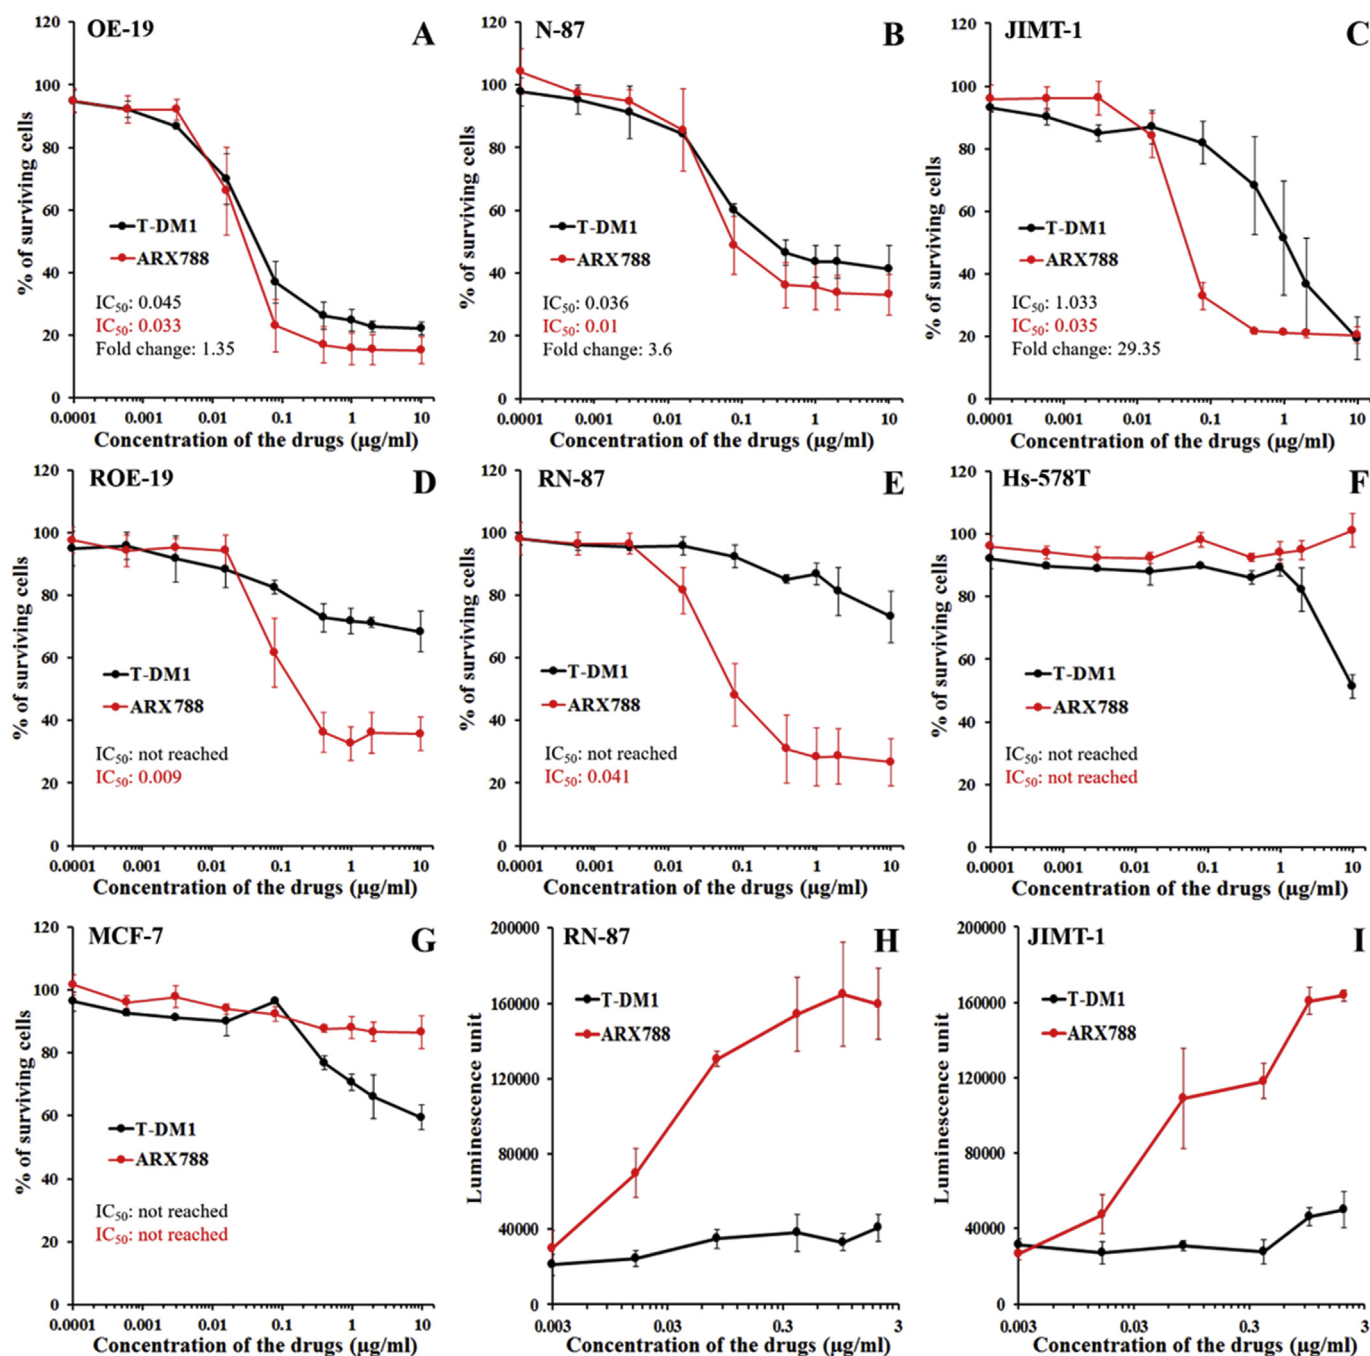 OE-19 A
120
100
80
60
40
20
0
% of surviving cells
T-DM1
ARX788
IC50: 0.045
IC50: 0.033
Fold change: 1.35
0.0001 0.001 0.01 0.1 1 10
Concentration of the drugs (μg/ml)
N-87 B
120
100
80
60
40
20
0
% of surviving cells
T-DM1
ARX788
IC50: 0.036
IC50: 0.01
Fold change: 3.6
0.0001 0.001 0.01 0.1 1 10
Concentration of the drugs (μg/ml)
JIMT-1 C
120
100
80
60
40
20
0
% of surviving cells
T-DM1
ARX788
IC50: 1.033
IC50: 0.035
Fold change: 29.35
0.0001 0.001 0.01 0.1 1 10
Concentration of the drugs (μg/ml)
ROE-19 D
120
100
80
60
40
20
0
% of surviving cells
T-DM1
ARX788
IC50: not reached
IC50: 0.009
0.0001 0.001 0.01 0.1 1 10
Concentration of the drugs (μg/ml)
RN-87 E
120
100
80
60
40
20
0
% of surviving cells
T-DM1
ARX788
IC50: not reached
IC50: 0.041
0.0001 0.001 0.01 0.1 1 10
Concentration of the drugs (μg/ml)
Hs-578T F
120
100
80
60
40
20
0
% of surviving cells
T-DM1
ARX788
IC50: not reached
IC50: not reached
0.0001 0.001 0.01 0.1 1 10
Concentration of the drugs (μg/ml)
MCF-7 G
120
100
80
60
40
20
0
% of surviving cells
T-DM1
ARX788
IC50: not reached
IC50: not reached
0.0001 0.001 0.01 0.1 1 10
Concentration of the drugs (μg/ml)
RN-87 H
200000
160000
120000
80000
40000
0
Luminescence unit
T-DM1
ARX788
0.003 0.03 0.3 3
Concentration of the drugs (μg/ml)
JIMT-1 I
200000
160000
120000
80000
40000
0
Luminescence unit
T-DM1
ARX788
0.003 0.03 0.3 3
Concentration of the drugs (μg/ml)